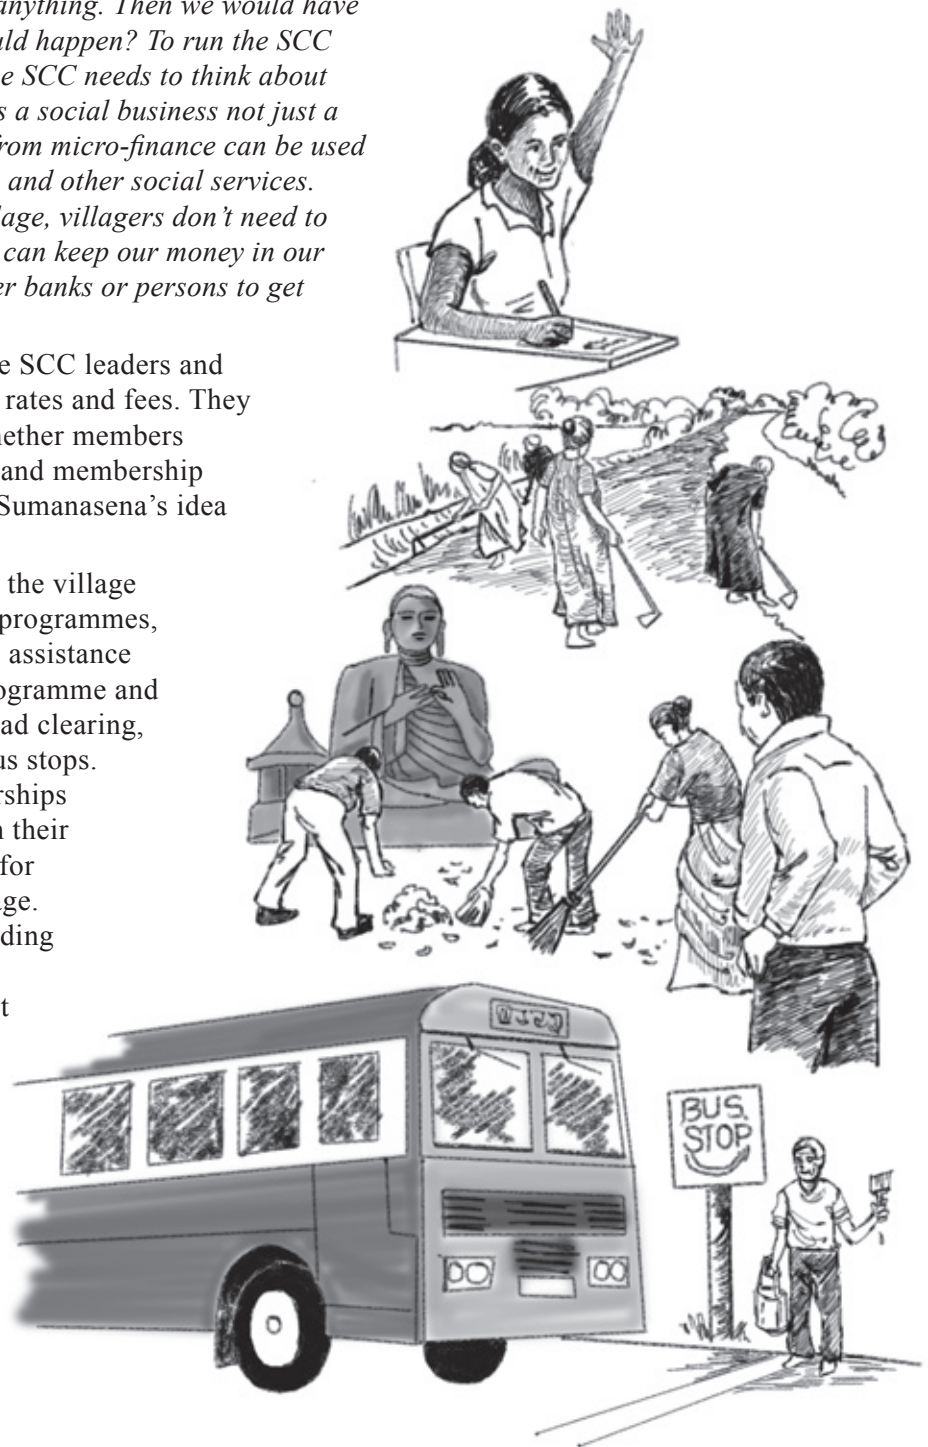 anything. Then we would have
uld happen? To run the SCC
e SCC needs to think about
s a social business not just a
from micro-finance can be used
and other social services.
lage, villagers don’t need to
can keep our money in our
er banks or persons to get
e SCC leaders and
rates and fees. They
hether members
and membership
Sumanasena’s idea
the village
programmes,
assistance
ogramme and
ad clearing,
us stops.
rships
n their
for
age.
ding
t
BUS
STOP